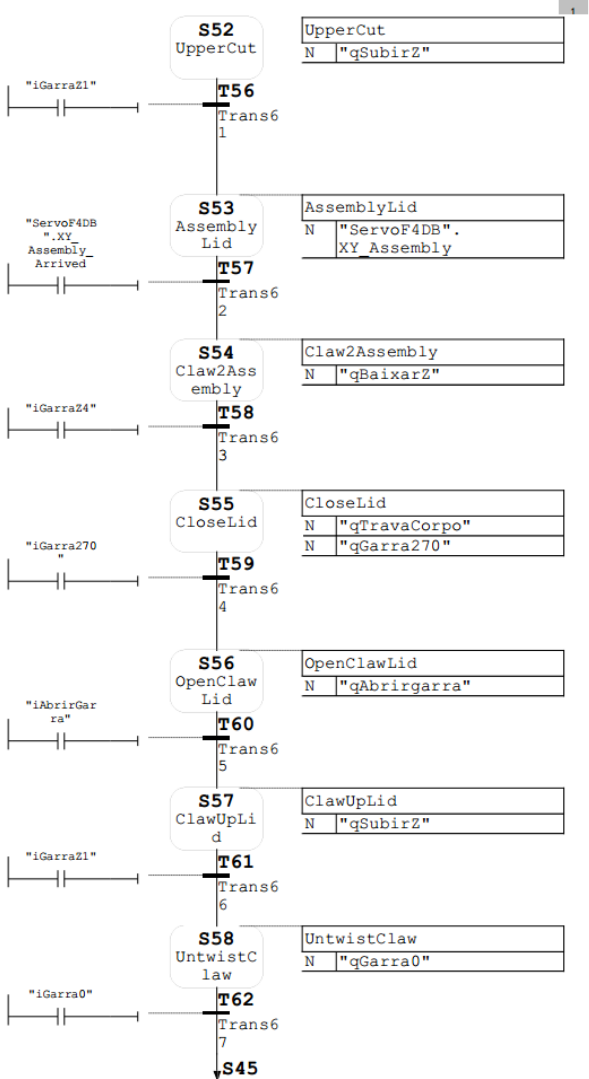 1
S52
UpperCut
UpperCut
N "qSubirZ"
"iGarraZ1"
T56
Trans6
1
S53
Assembly
Lid
AssemblyLid
N "ServoF4DB".
XY_Assembly
"ServoF4DB
".XY_
Assembly_
Arrived
T57
Trans6
2
S54
Claw2Ass
embly
Claw2Assembly
N "qBaixarZ"
"iGarraZ4"
T58
Trans6
3
S55
CloseLid
CloseLid
N "qTravaCorpo"
N "qGarra270"
"iGarra270
"
T59
Trans6
4
S56
OpenClaw
Lid
OpenClawLid
N "qAbrirgarra"
"iAbrirGar
ra"
T60
Trans6
5
S57
ClawUpLi
d
ClawUpLid
N "qSubirZ"
"iGarraZ1"
T61
Trans6
6
S58
UntwistC
law
UntwistClaw
N "qGarra0"
"iGarra0"
T62
Trans6
7
S45